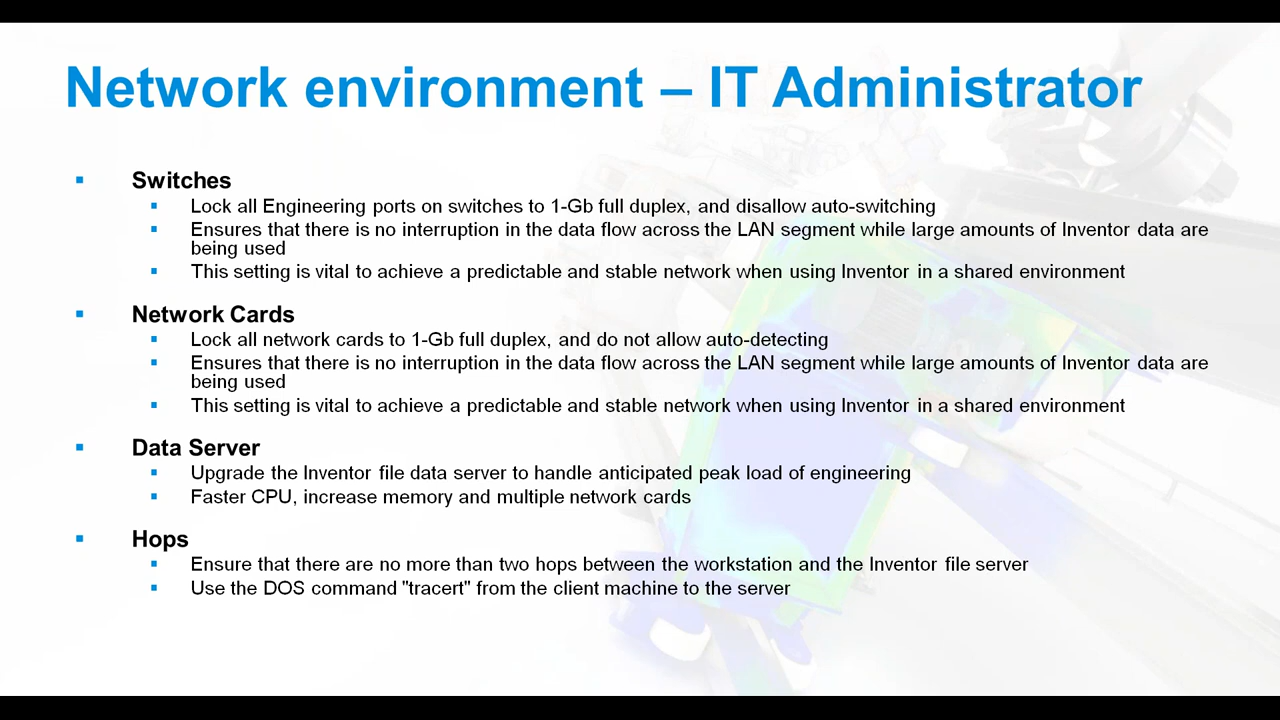 Network environment – IT Administrator
▪ Switches
▪ Lock all Engineering ports on switches to 1-Gb full duplex, and disallow auto-switching
▪ Ensures that there is no interruption in the data flow across the LAN segment while large amounts of Inventor data are
being used
▪ This setting is vital to achieve a predictable and stable network when using Inventor in a shared environment
▪ Network Cards
▪ Lock all network cards to 1-Gb full duplex, and do not allow auto-detecting
▪ Ensures that there is no interruption in the data flow across the LAN segment while large amounts of Inventor data are
being used
▪ This setting is vital to achieve a predictable and stable network when using Inventor in a shared environment
▪ Data Server
▪ Upgrade the Inventor file data server to handle anticipated peak load of engineering
▪ Faster CPU, increase memory and multiple network cards
▪ Hops
▪ Ensure that there are no more than two hops between the workstation and the Inventor file server
▪ Use the DOS command "tracert" from the client machine to the server